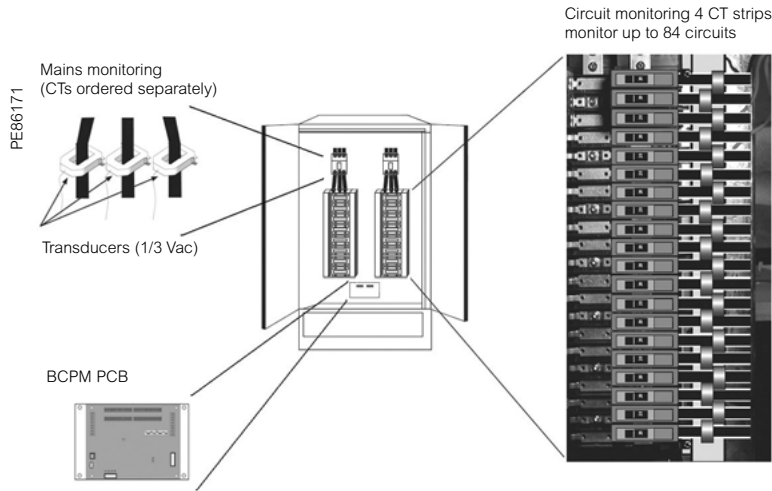 Circuit monitoring 4 CT strips
monitor up to 84 circuits
Mains monitoring
(CTs ordered separately)
PE86171
Transducers (1/3 Vac)
BCPM PCB